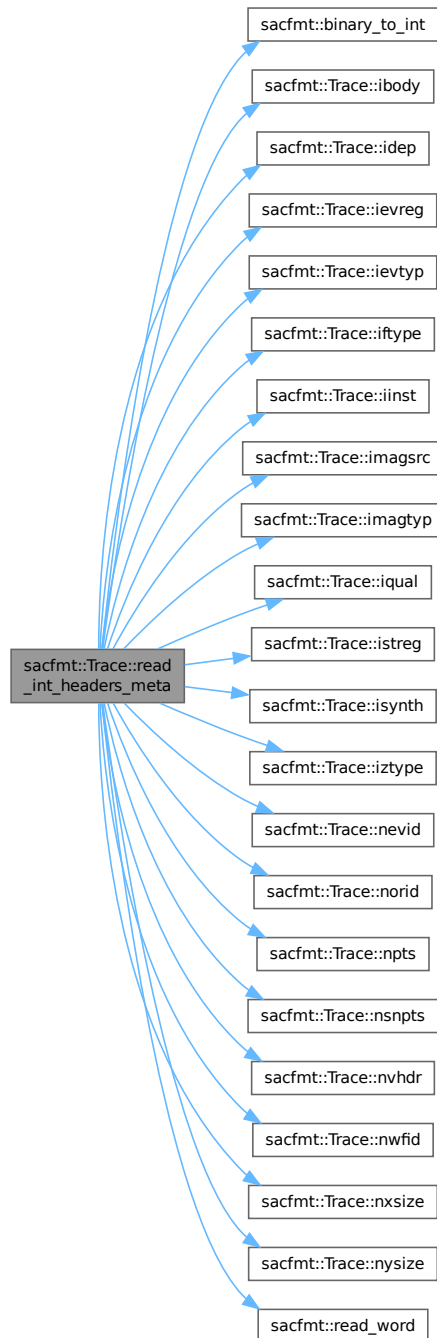 sacfmt::binary_to_int
sacfmt::Trace::ibody
sacfmt::Trace::idep
sacfmt::Trace::ievreg
sacfmt::Trace::ievtyp
sacfmt::Trace::iftype
sacfmt::Trace::iinst
sacfmt::Trace::imagsrc
sacfmt::Trace::imagtyp
sacfmt::Trace::iqual
sacfmt::Trace::read
_int_headers_meta
sacfmt::Trace::istreg
sacfmt::Trace::isynth
sacfmt::Trace::iztype
sacfmt::Trace::nevid
sacfmt::Trace::norid
sacfmt::Trace::npts
sacfmt::Trace::nsnpts
sacfmt::Trace::nvhdr
sacfmt::Trace::nwfid
sacfmt::Trace::nxsize
sacfmt::Trace::nysize
sacfmt::read_word